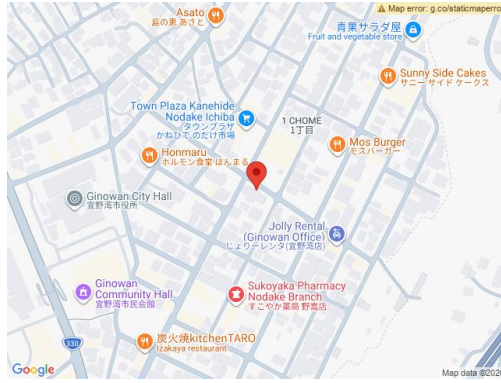 Map error: g.co/staticmaperro
Asato
島の恵 あさと
青果サラダ屋
Fruit and vegetable store
Sunny Side Cakes
サニー サイド ケークス
Town Plaza Kanehide
Nodake Ichiba
タウンプラザ
かねひで のだけ市場
1 CHOME
1丁目
Mos Burger
モスバーガー
Honmaru
ホルモン食堂 ほんまる
Ginowan City Hall
宜野湾市役所
Jolly Rental
(Ginowan Office)
じょりーレンタ(宜野湾店)
Ginowan
Community Hall
宜野湾市民会館
Sukoyaka Pharmacy
Nodake Branch
すこやか薬局 野嵩店
330
炭火焼kitchenTARO
Izakaya restaurant
Google
Map data ©2026